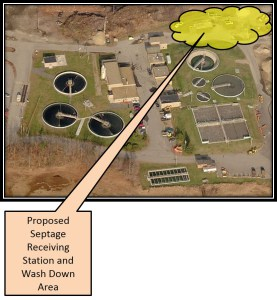 Proposed
Septage
Receiving
Station and
Wash Down
Area